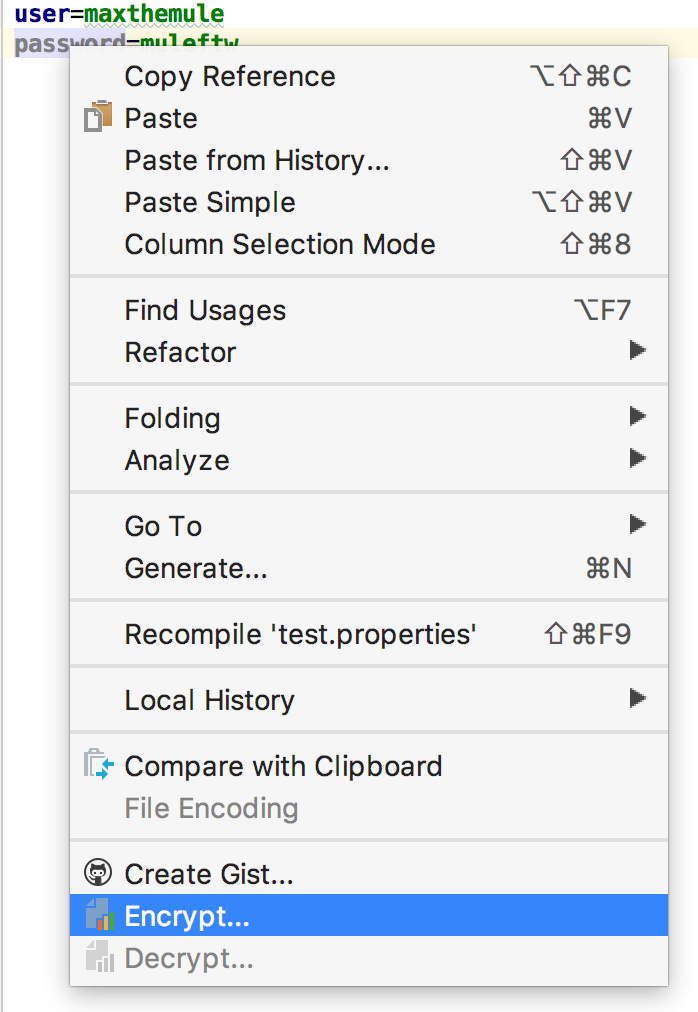 user=maxthemule
password=muleftw
Copy Reference ⌥⇧⌘C
Paste ⌘V
Paste from History... ⇧⌘V
Paste Simple ⌥⇧⌘V
Column Selection Mode ⇧⌘8
Find Usages ⌥F7
Refactor
Folding
Analyze
Go To
Generate... ⌘N
Recompile 'test.properties' ⇧⌘F9
Local History
Compare with Clipboard
File Encoding
Create Gist...
Encrypt...
Decrypt...